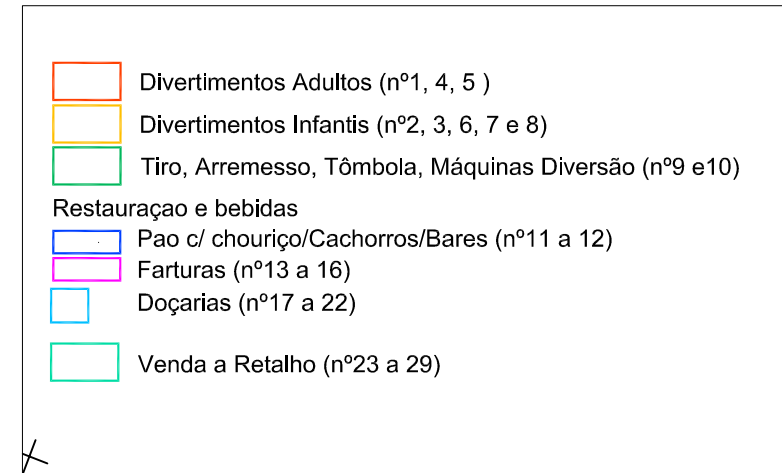 Divertimentos Adultos (nº1, 4, 5 )
Divertimentos Infantis (nº2, 3, 6, 7 e 8)
Tiro, Arremesso, Tômbola, Máquinas Diversão (nº9 e10)
Restauraçao e bebidas
Pao c/ chouriço/Cachorros/Bares (nº11 a 12)
Farturas (nº13 a 16)
Doçarias (nº17 a 22)
Venda a Retalho (nº23 a 29)